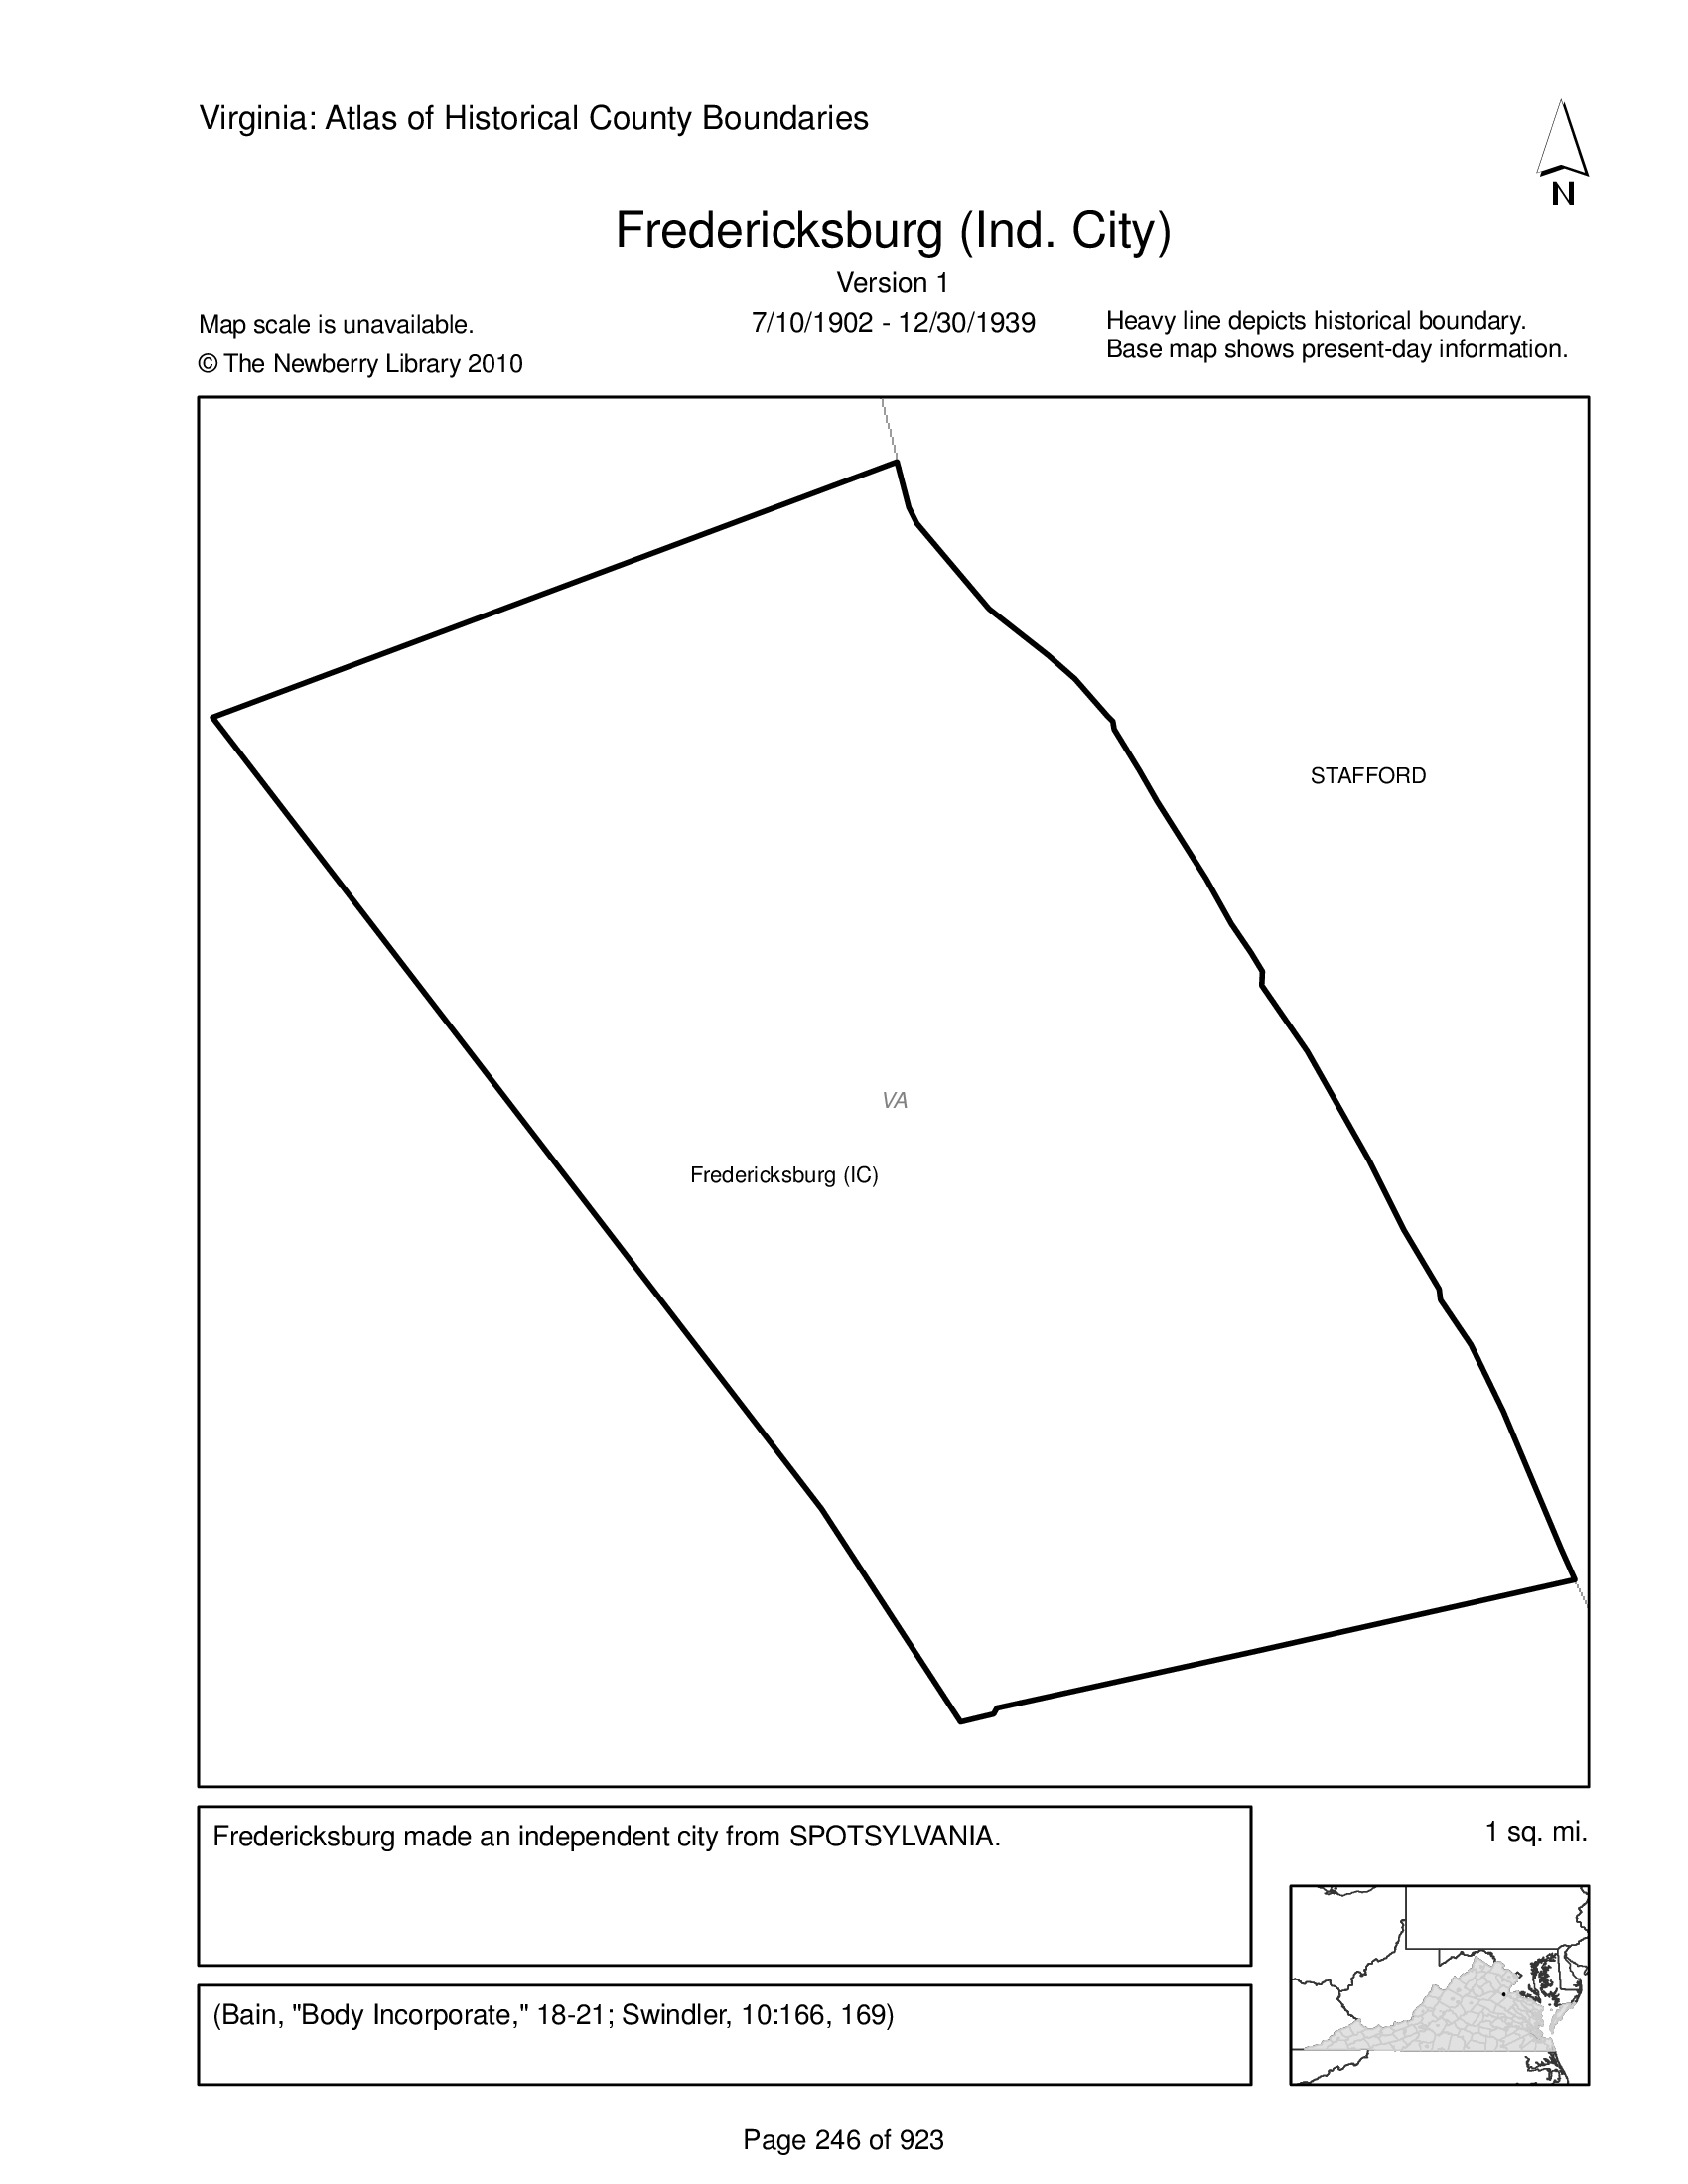 Virginia: Atlas of Historical County Boundaries
N
Fredericksburg (Ind. City)
Version 1
Map scale is unavailable.
7/10/1902 - 12/30/1939
Heavy line depicts historical boundary.
Base map shows present-day information.
© The Newberry Library 2010
STAFFORD
VA
Fredericksburg (IC)
Fredericksburg made an independent city from SPOTSYLVANIA.
1 sq. mi.
(Bain, "Body Incorporate," 18-21; Swindler, 10:166, 169)
Page 246 of 923